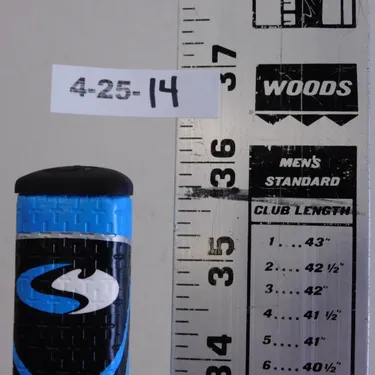 4-25-14
37
36
35
34
WOODS
MEN'S
STANDARD
CLUB LENGTH
1....43"
2....42 1/2"
3....42"
4....41 1/2"
5....41"
6....40 1/2"